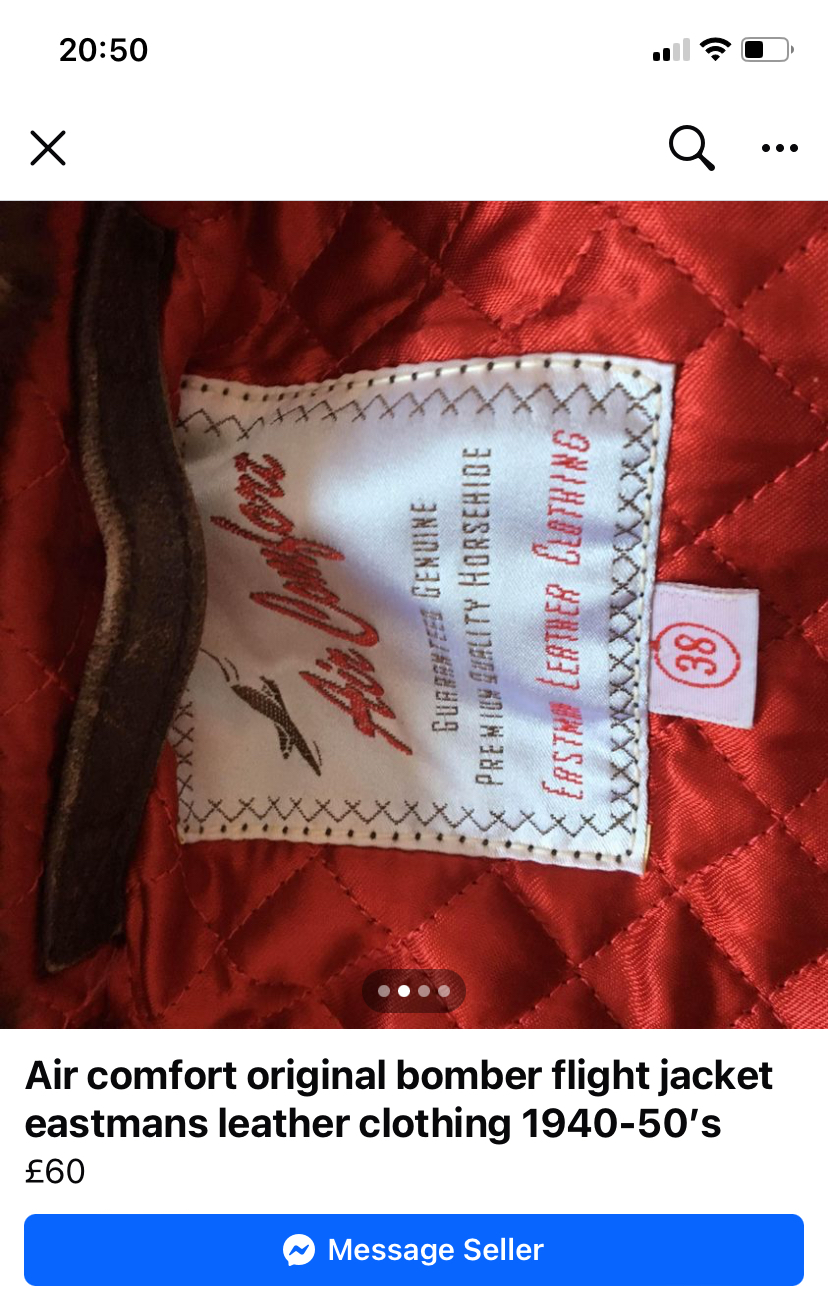 20:50
Air Comfort
Guaranteed Genuine
Premium Quality Horsehide
Eastman Leather Clothing
38
Air comfort original bomber flight jacket
eastmans leather clothing 1940-50’s
£60
Message Seller